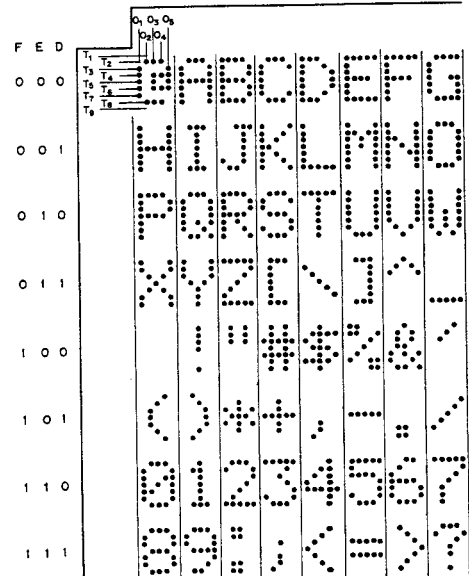 O1 O3 O5
O2 O4
F E D
T1 T2
T3 T4
T5 T6
T7 T8
T9
0 0 0 @ A B C D E F G
0 0 1 H I J K L M N O
0 1 0 P Q R S T U V W
0 1 1 X Y Z [ \ ] ^ _
1 0 0 ! " # $ % & ´
1 0 1 ( ) * + , - . /
1 1 0 0 1 2 3 4 5 6 7
1 1 1 8 9 : ; < = > ?